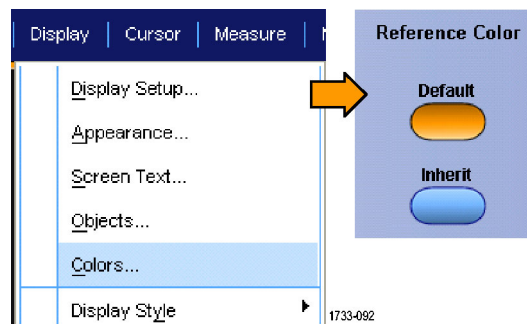 Display Cursor Measure
Display Setup...
Appearance...
Screen Text...
Objects...
Colors...
Display Style
Reference Color
Default
Inherit
1733-092